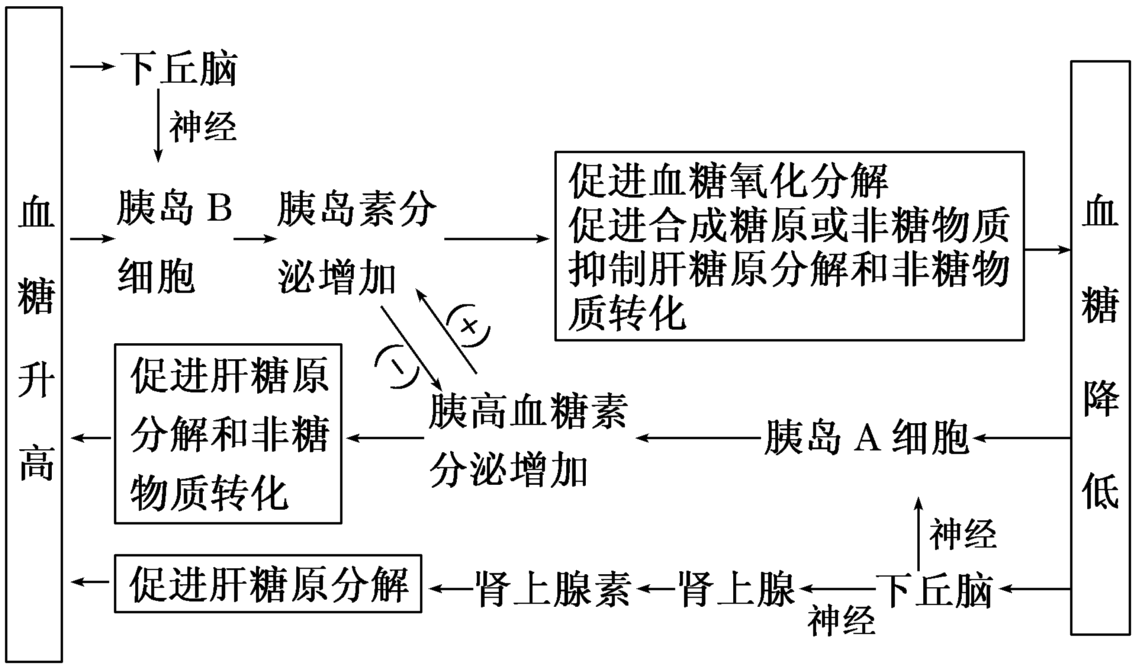 血糖升高
下丘脑
神经
胰岛 B
细胞
胰岛素分
泌增加
促进血糖氧化分解
促进合成糖原或非糖物质
抑制肝糖原分解和非糖物
质转化
血糖降低
(+)
(−)
促进肝糖原
分解和非糖
物质转化
胰高血糖素
分泌增加
胰岛 A 细胞
神经
促进肝糖原分解
肾上腺素
肾上腺
神经
下丘脑